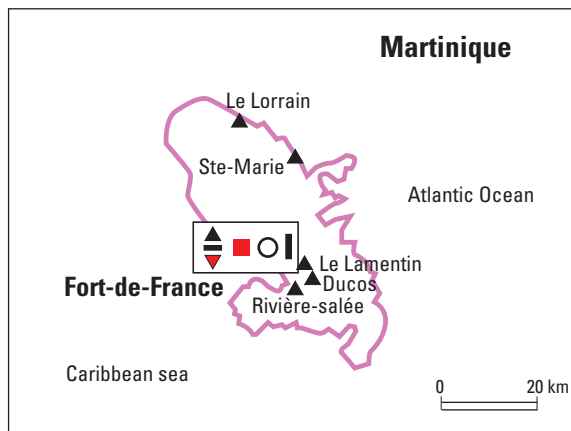 Martinique
Le Lorrain
Ste-Marie
Atlantic Ocean
Le Lamentin
Fort-de-France
Ducos
Rivière-salée
Caribbean sea
0 20 km